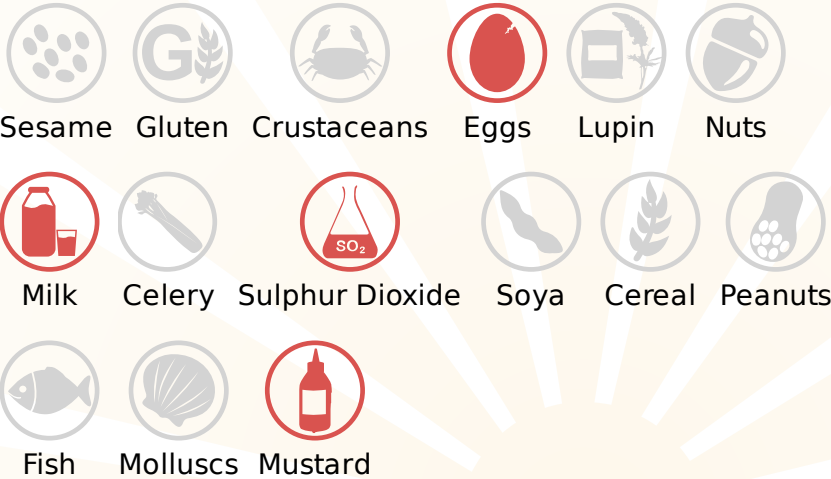 G
Sesame Gluten Crustaceans Eggs Lupin Nuts
SO₂
Milk Celery Sulphur Dioxide Soya Cereal Peanuts
Fish Molluscs Mustard